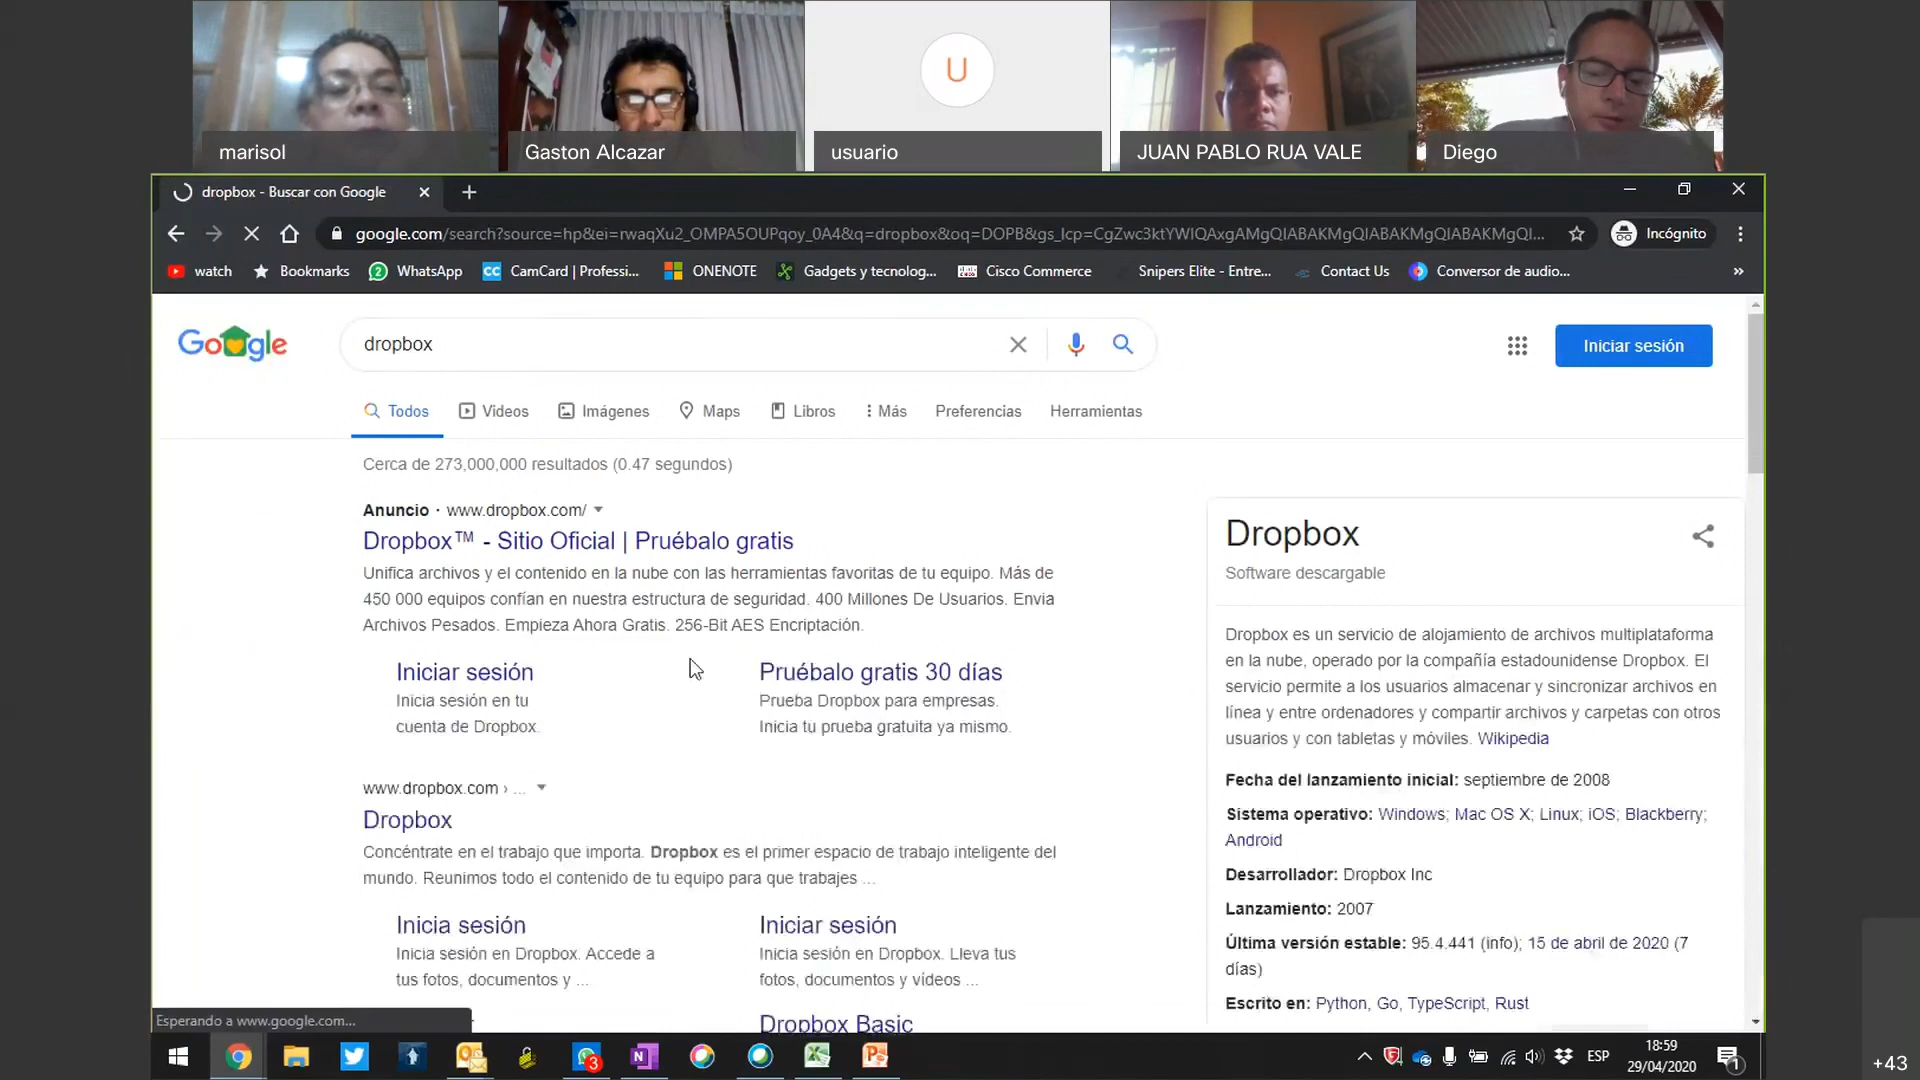 U
marisol
Gaston Alcazar
usuario
JUAN PABLO RUA VALE
Diego
dropbox - Buscar con Google
google.com/search?source=hp&ei=rwaqXu2_OMPA5OUPqoy_0A4&q=dropbox&oq=DOPB&gs_lcp=CgZwc3ktYWIQAxgAMgQIABAKMgQIABAKMgQIABAKMgQI...
Incógnito
watch
Bookmarks
WhatsApp
CamCard | Professi...
ONENOTE
Gadgets y tecnolog...
Cisco Commerce
Snipers Elite - Entre...
Contact Us
Conversor de audio...
»
Google
dropbox
Iniciar sesión
Todos
Videos
Imágenes
Maps
Libros
Más
Preferencias
Herramientas
Cerca de 273,000,000 resultados (0.47 segundos)
Anuncio · www.dropbox.com/
Dropbox™ - Sitio Oficial | Pruébalo gratis
Unifica archivos y el contenido en la nube con las herramientas favoritas de tu equipo. Más de
450 000 equipos confían en nuestra estructura de seguridad. 400 Millones De Usuarios. Envia
Archivos Pesados. Empieza Ahora Gratis. 256-Bit AES Encriptación.
Iniciar sesión
Inicia sesión en tu
cuenta de Dropbox.
Pruébalo gratis 30 días
Prueba Dropbox para empresas.
Inicia tu prueba gratuita ya mismo.
www.dropbox.com › ...
Dropbox
Concéntrate en el trabajo que importa. Dropbox es el primer espacio de trabajo inteligente del
mundo. Reunimos todo el contenido de tu equipo para que trabajes ...
Inicia sesión
Inicia sesión en Dropbox. Accede a
tus fotos, documentos y ...
Iniciar sesión
Inicia sesión en Dropbox. Lleva tus
fotos, documentos y vídeos ...
Dropbox Basic
Dropbox
Software descargable
Dropbox es un servicio de alojamiento de archivos multiplataforma
en la nube, operado por la compañía estadounidense Dropbox. El
servicio permite a los usuarios almacenar y sincronizar archivos en
línea y entre ordenadores y compartir archivos y carpetas con otros
usuarios y con tabletas y móviles. Wikipedia
Fecha del lanzamiento inicial: septiembre de 2008
Sistema operativo: Windows; Mac OS X; Linux; iOS; Blackberry;
Android
Desarrollador: Dropbox Inc
Lanzamiento: 2007
Última versión estable: 95.4.441 (info); 15 de abril de 2020 (7
días)
Escrito en: Python, Go, TypeScript, Rust
Esperando a www.google.com...
3
ESP
18:59
29/04/2020
1
+43